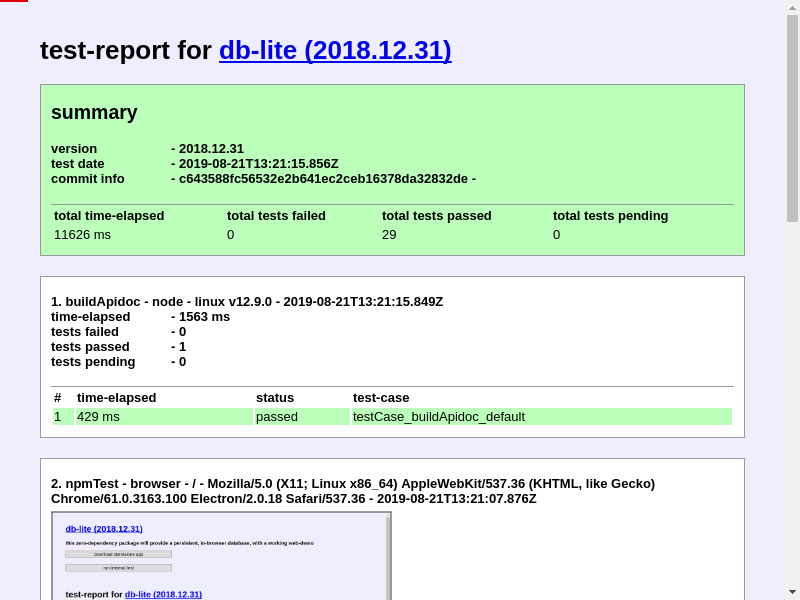 test-report for db-lite (2018.12.31)
summary
version - 2018.12.31
test date - 2019-08-21T13:21:15.856Z
commit info - c643588fc56532e2b641ec2ceb16378da32832de -
total time-elapsed total tests failed total tests passed total tests pending
11626 ms 0 29 0
1. buildApidoc - node - linux v12.9.0 - 2019-08-21T13:21:15.849Z
time-elapsed - 1563 ms
tests failed - 0
tests passed - 1
tests pending - 0
# time-elapsed status test-case
1 429 ms passed testCase_buildApidoc_default
2. npmTest - browser - / - Mozilla/5.0 (X11; Linux x86_64) AppleWebKit/537.36 (KHTML, like Gecko)
Chrome/61.0.3163.100 Electron/2.0.18 Safari/537.36 - 2019-08-21T13:21:07.876Z
db-lite (2018.12.31)
this zero-dependency package will provide a persistent, in-browser database, with a working web-demo
download standalone app
run internal test
test-report for db-lite (2018.12.31)